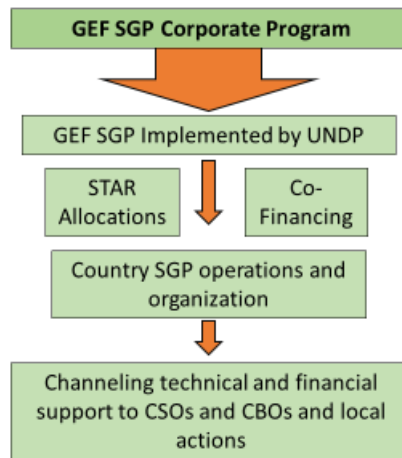 GEF SGP Corporate Program
GEF SGP Implemented by UNDP
STAR
Allocations
Co-
Financing
Country SGP operations and
organization
Channeling technical and financial
support to CSOs and CBOs and local
actions